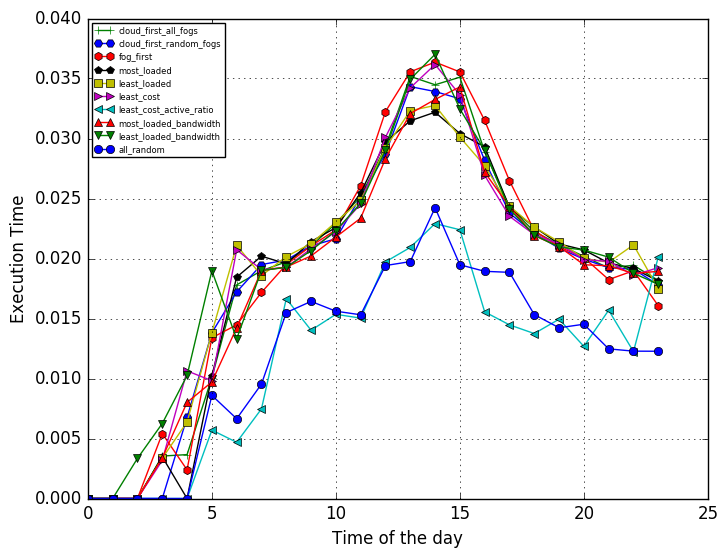 0.040
0.035
0.030
0.025
0.020
0.015
0.010
0.005
0.000
Execution Time
cloud_first_all_fogs
cloud_first_random_fogs
fog_first
most_loaded
least_loaded
least_cost
least_cost_active_ratio
most_loaded_bandwidth
least_loaded_bandwidth
all_random
0 5 10 15 20 25
Time of the day